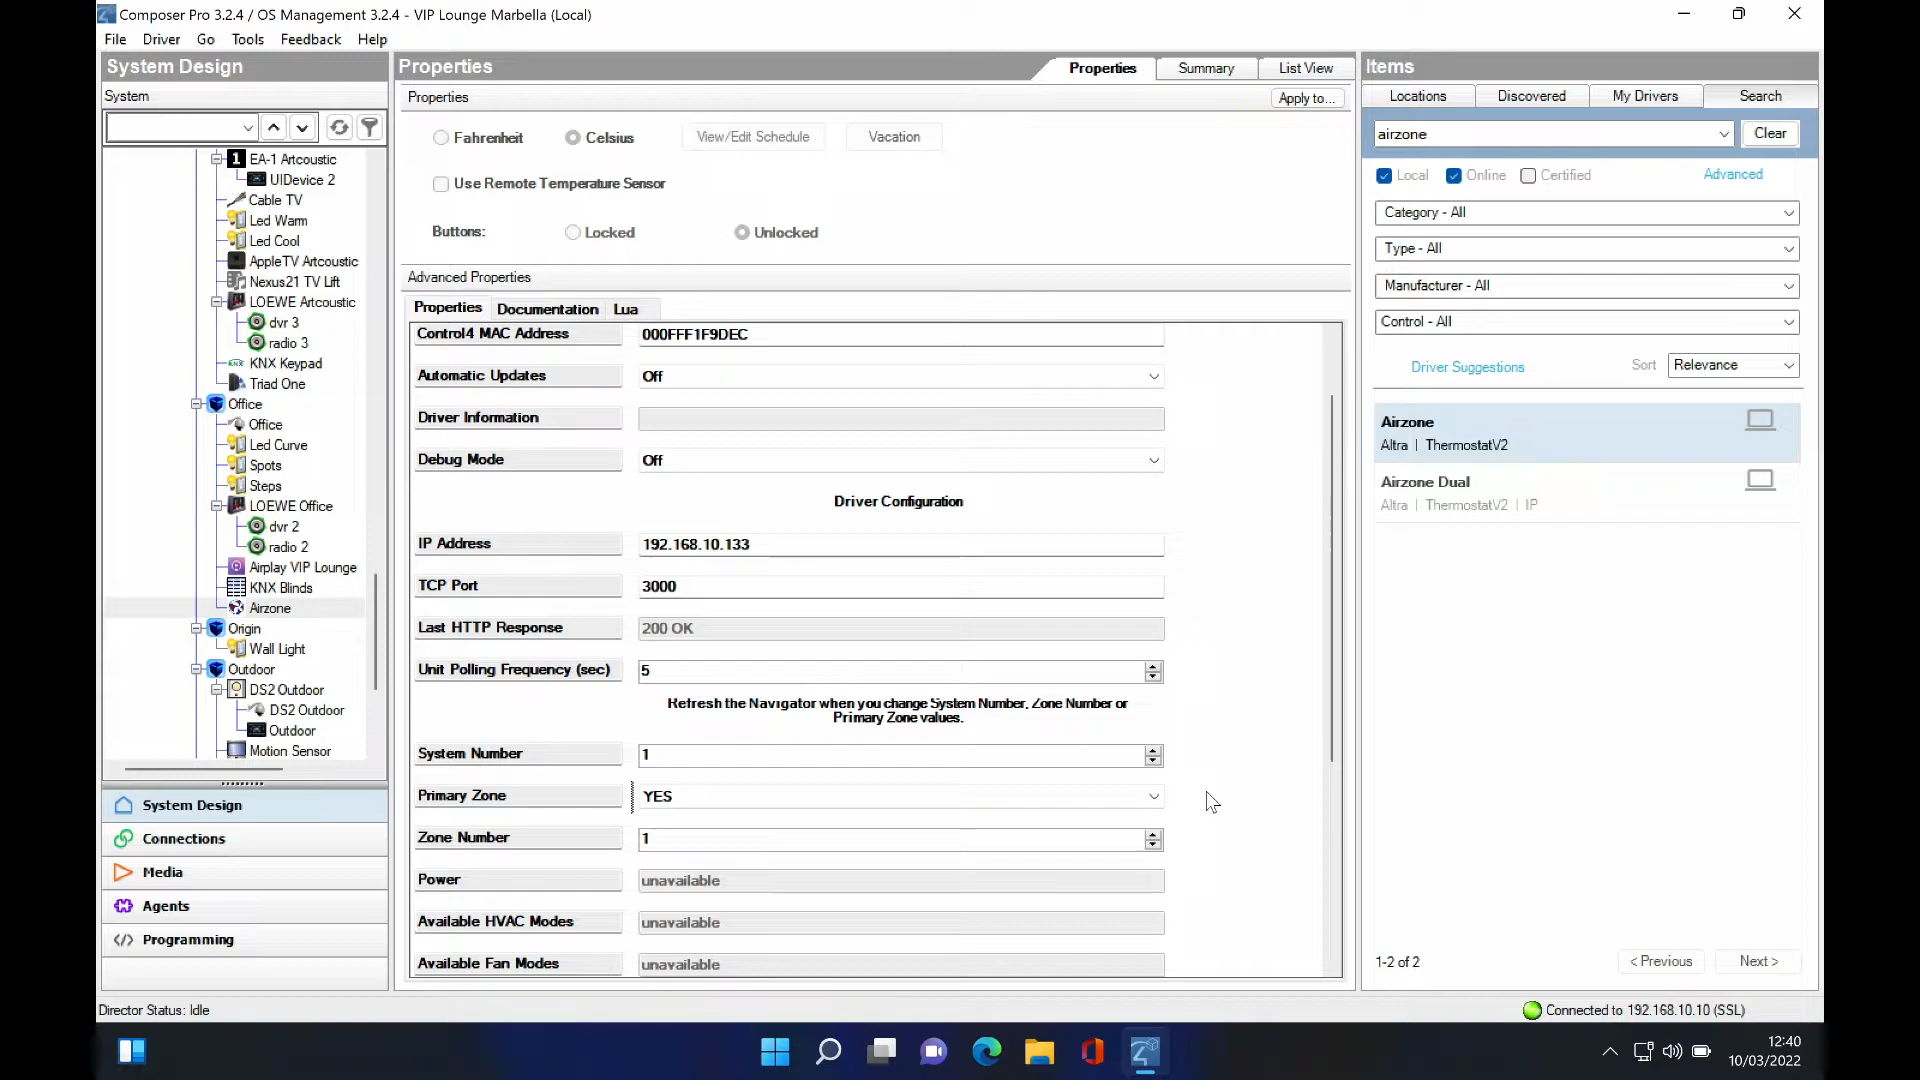 Composer Pro 3.2.4 / OS Management 3.2.4 - VIP Lounge Marbella (Local)
File Driver Go Tools Feedback Help
System Design
System
EA-1 Artcoustic
UIDevice 2
Cable TV
Led Warm
Led Cool
AppleTV Artcoustic
Nexus21 TV Lift
LOEWE Artcoustic
dvr 3
radio 3
KNX Keypad
Triad One
Office
Office
Led Curve
Spots
Steps
LOEWE Office
dvr 2
radio 2
Airplay VIP Lounge
KNX Blinds
Airzone
Origin
Wall Light
Outdoor
DS2 Outdoor
DS2 Outdoor
Outdoor
Motion Sensor
System Design
Connections
Media
Agents
Programming
Properties
Properties Summary List View
Properties
Apply to...
Fahrenheit Celsius View/Edit Schedule Vacation
Use Remote Temperature Sensor
Buttons: Locked Unlocked
Advanced Properties
Properties Documentation Lua
Control4 MAC Address 000FFF1F9DEC
Automatic Updates Off
Driver Information
Debug Mode Off
Driver Configuration
IP Address 192.168.10.133
TCP Port 3000
Last HTTP Response 200 OK
Unit Polling Frequency (sec) 5
Refresh the Navigator when you change System Number, Zone Number or
Primary Zone values.
System Number 1
Primary Zone YES
Zone Number 1
Power unavailable
Available HVAC Modes unavailable
Available Fan Modes unavailable
Items
Locations Discovered My Drivers Search
airzone Clear
Local Online Certified Advanced
Category - All
Type - All
Manufacturer - All
Control - All
Driver Suggestions Sort Relevance
Airzone
Altra | ThermostatV2
Airzone Dual
Altra | ThermostatV2 | IP
1-2 of 2 < Previous Next >
Director Status: Idle
Connected to 192.168.10.10 (SSL)
12:40
10/03/2022